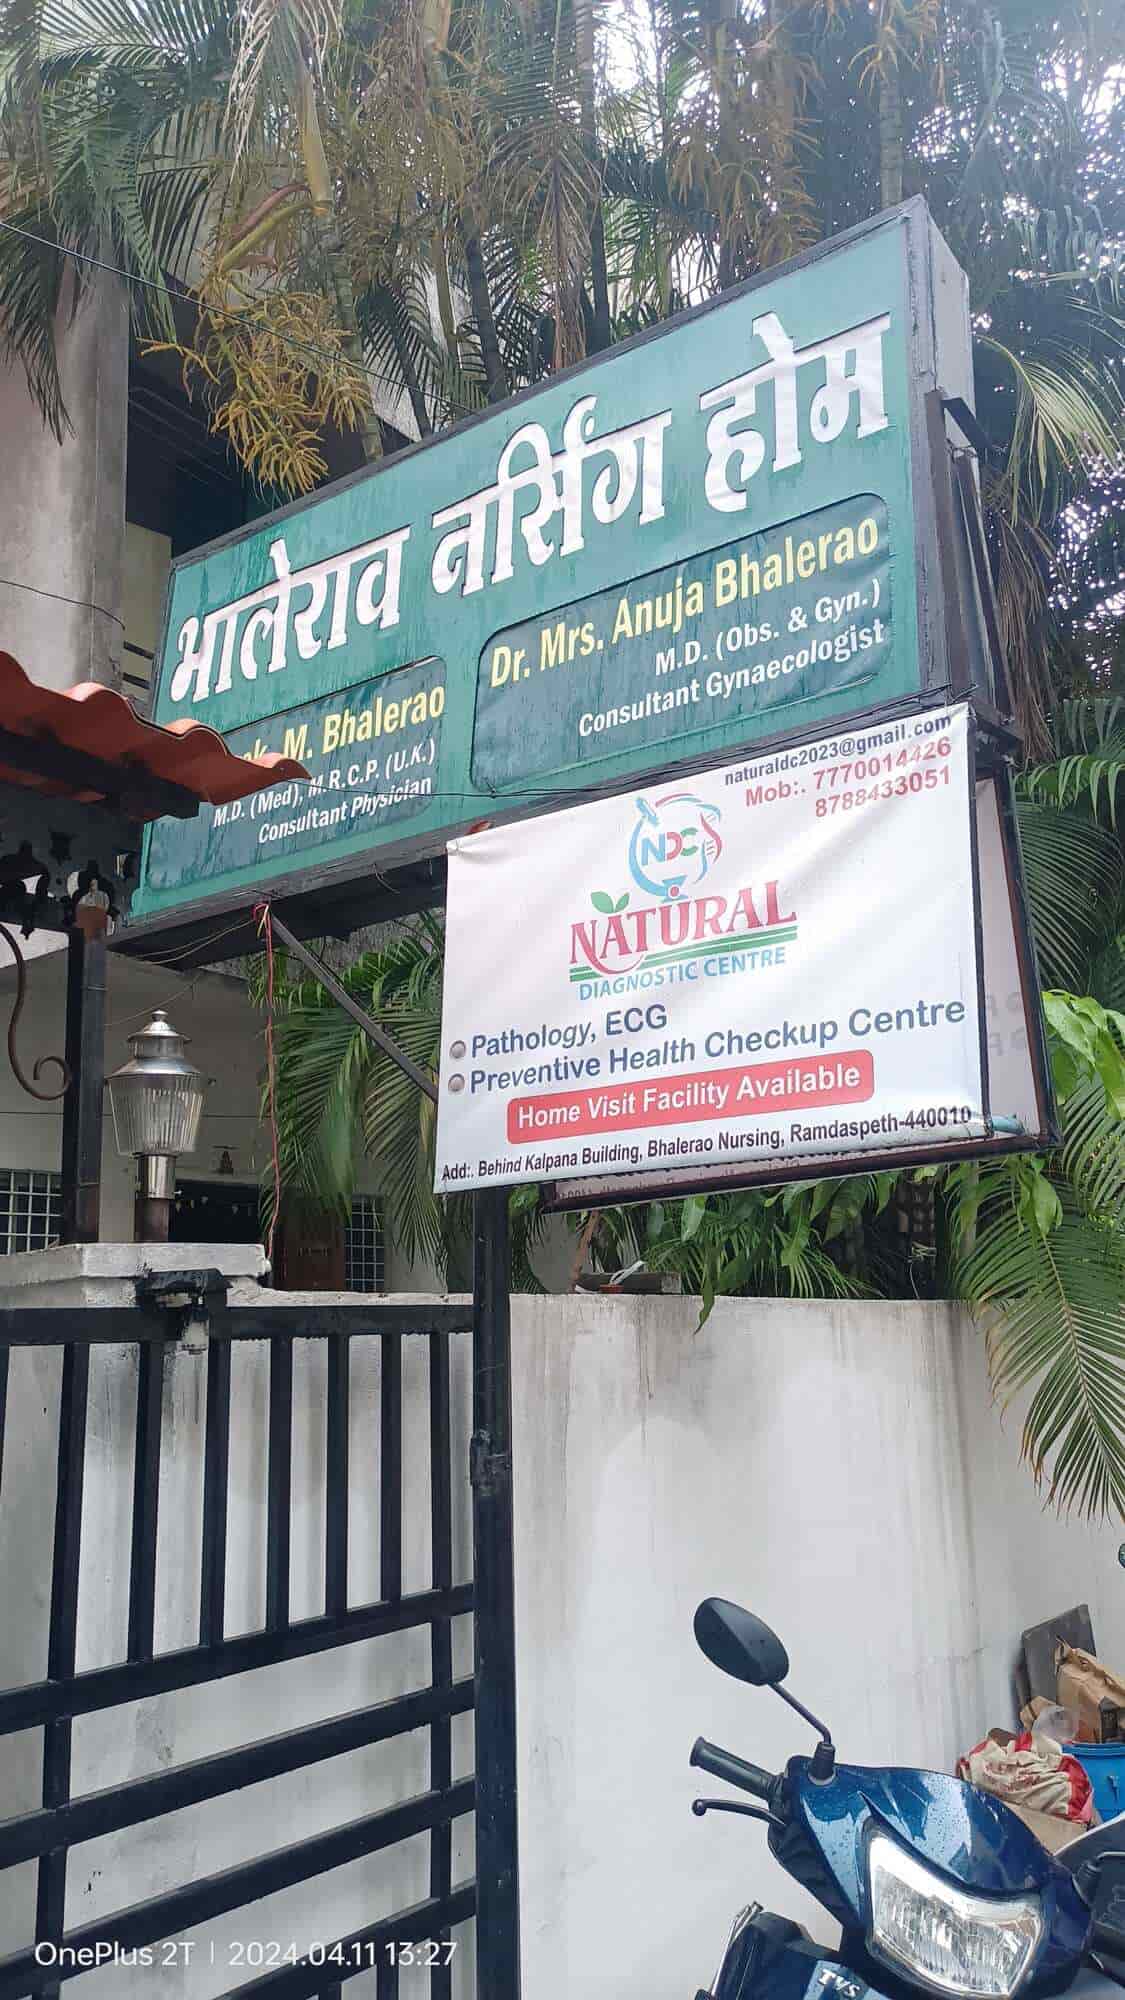 भालेराव नर्सिंग होम
M. Bhalerao
M.D. (Med), M.R.C.P. (U.K.)
Consultant Physician
Dr. Mrs. Anuja Bhalerao
M.D. (Obs. & Gyn.)
Consultant Gynaecologist
naturaldc2023@gmail.com
Mob:. 7770014426
8788433051
NDC
NATURAL
DIAGNOSTIC CENTRE
Pathology, ECG
Preventive Health Checkup Centre
Home Visit Facility Available
Add:. Behind Kalpana Building, Bhalerao Nursing, Ramdaspeth-440010
TVS
OnePlus 2T | 2024.04.11 13:27